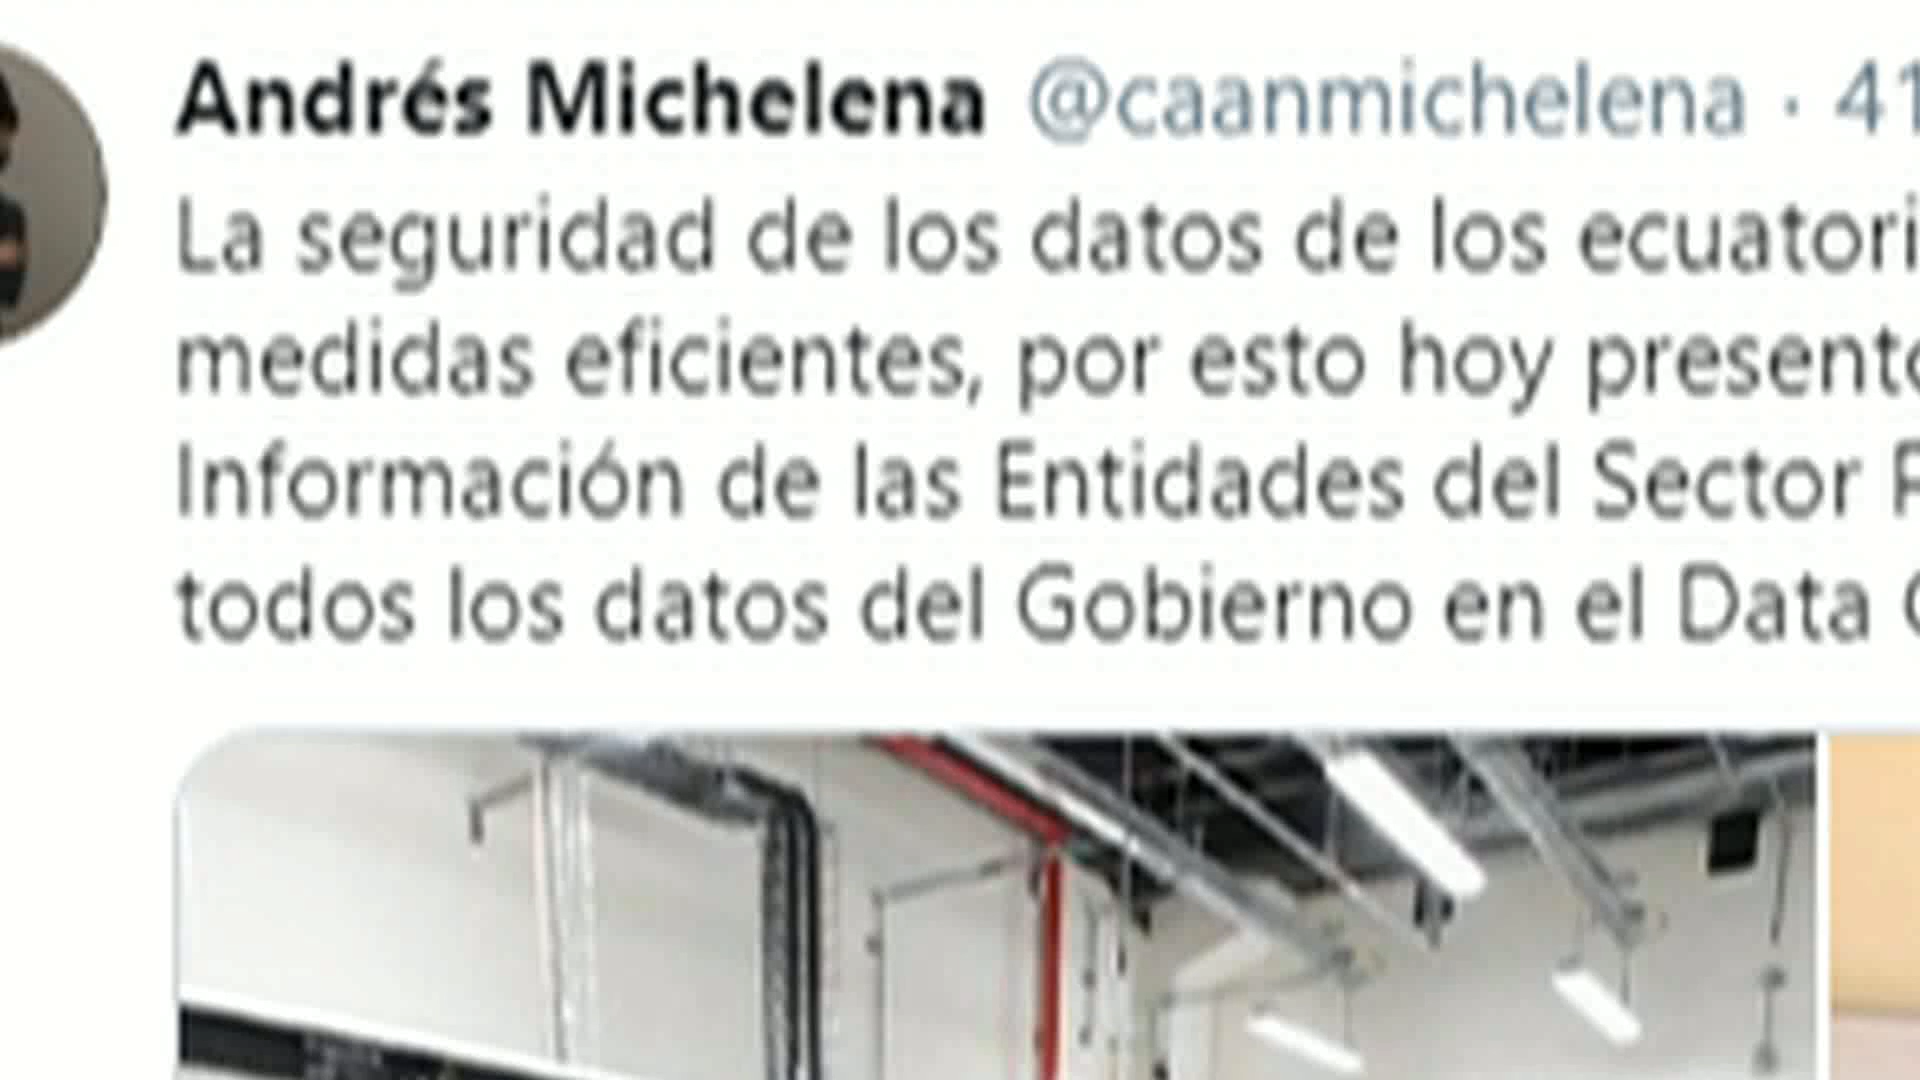 Andrés Michelena @caanmichelena · 41
La seguridad de los datos de los ecuatori
medidas eficientes, por esto hoy present
Información de las Entidades del Sector
todos los datos del Gobierno en el Data